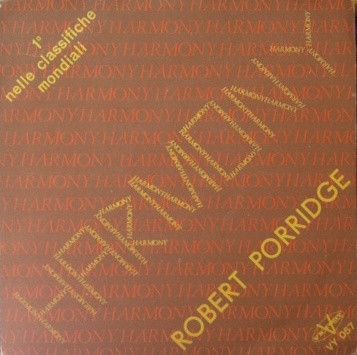 1°
nelle classifiche
mondiali
HARMONY
ROBERT PORRIDGE
VY 057